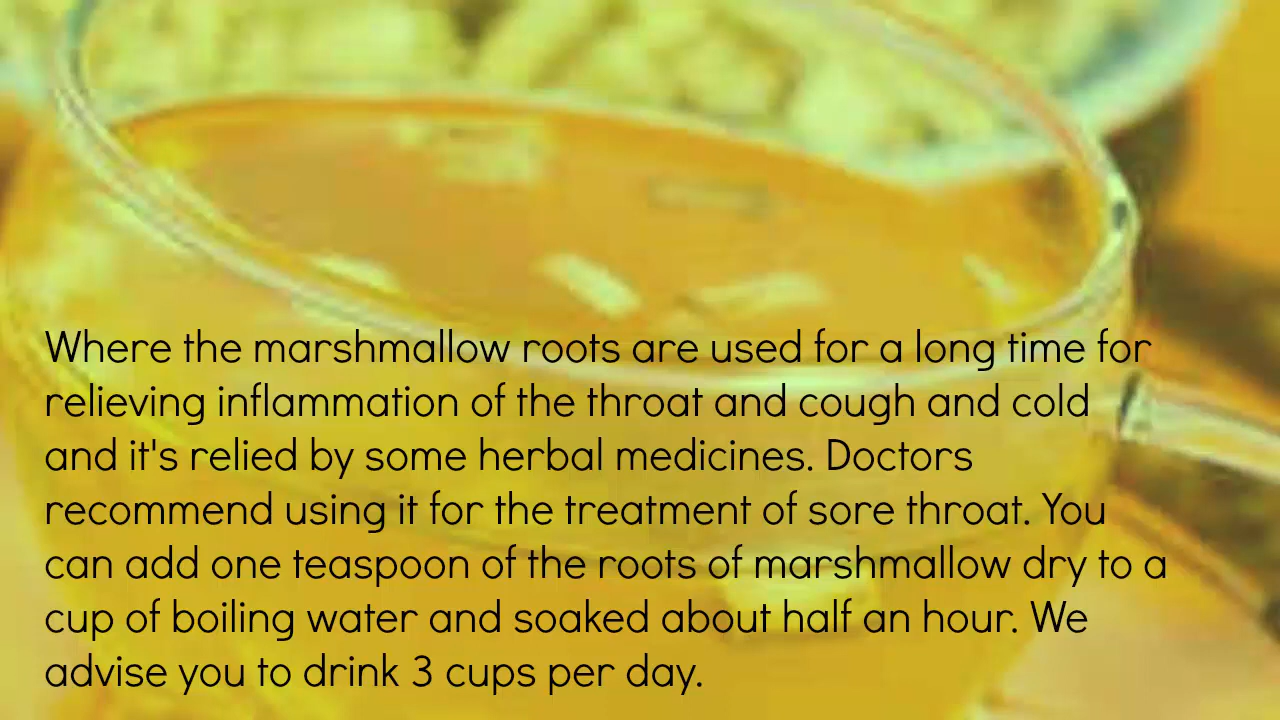 Where the marshmallow roots are used for a long time for
relieving inflammation of the throat and cough and cold
and it's relied by some herbal medicines. Doctors
recommend using it for the treatment of sore throat. You
can add one teaspoon of the roots of marshmallow dry to a
cup of boiling water and soaked about half an hour. We
advise you to drink 3 cups per day.